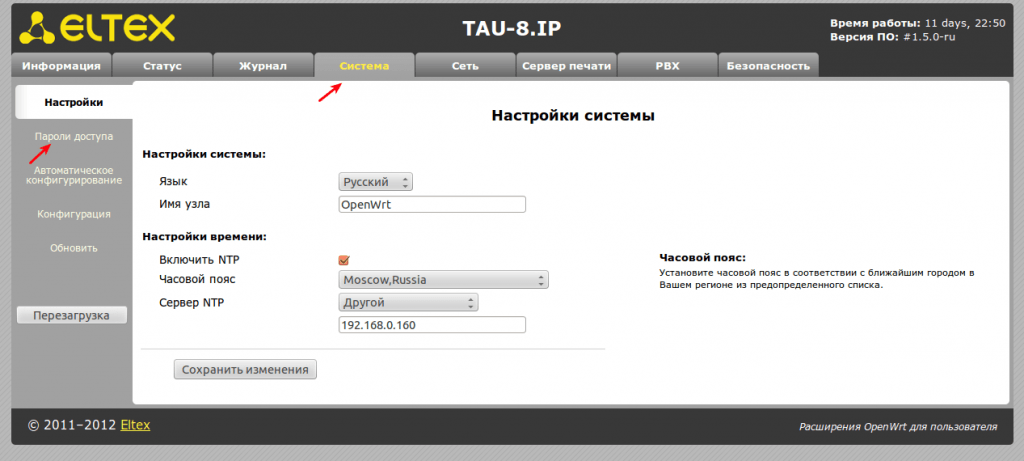 ELTEX
TAU-8.IP
Время работы: 11 days, 22:50
Версия ПО: #1.5.0-ru
Информация Статус Журнал Система Сеть Сервер печати PBX Безопасность
Настройки
Пароли доступа
Автоматическое
конфигурирование
Конфигурация
Обновить
Перезагрузка
Настройки системы
Настройки системы:
Язык Русский
Имя узла OpenWrt
Настройки времени:
Включить NTP
Часовой пояс Moscow,Russia
Сервер NTP Другой
192.168.0.160
Часовой пояс:
Установите часовой пояс в соответствии с ближайшим городом в
Вашем регионе из предопределенного списка.
Сохранить изменения
© 2011–2012 Eltex
Расширения OpenWrt для пользователя